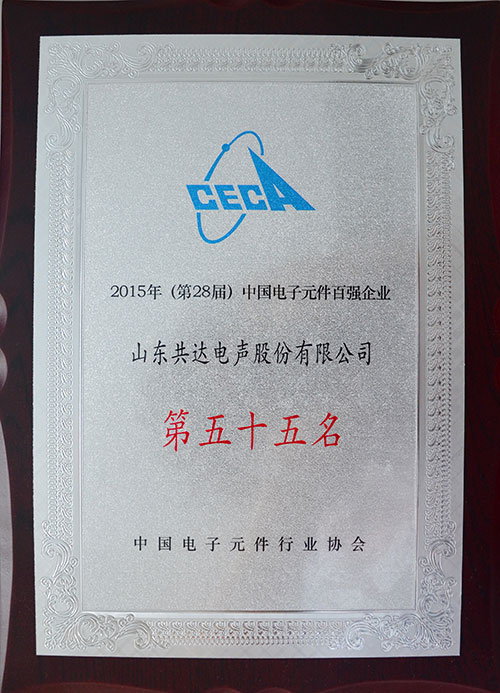 CECA
2015年（第28届）中国电子元件百强企业
山东共达电声股份有限公司
第五十五名
中国电子元件行业协会